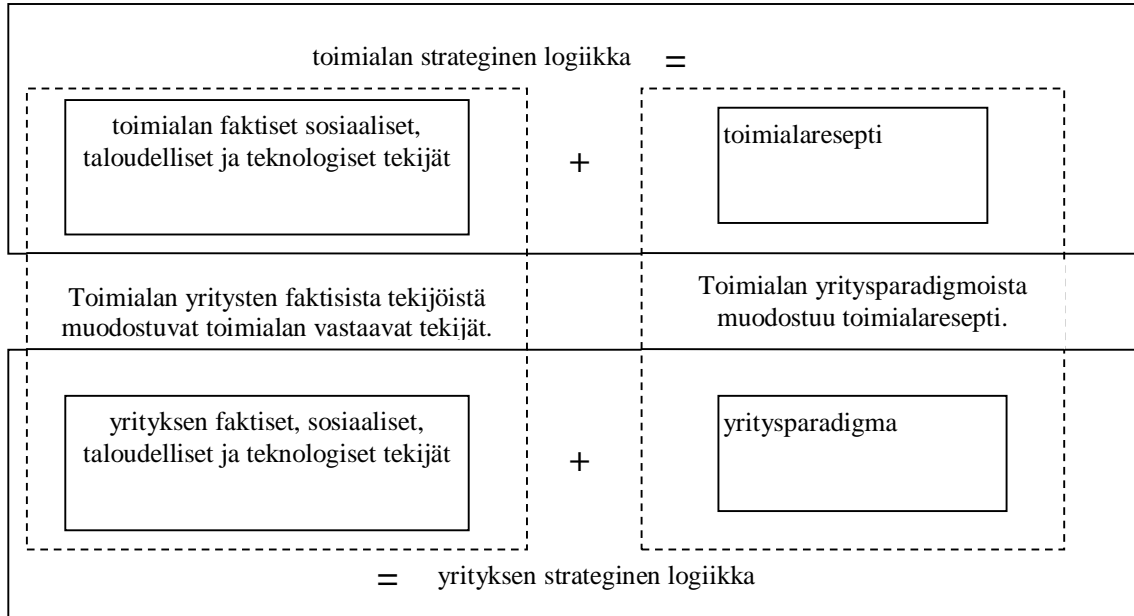 toimialan strateginen logiikka =
toimialan faktiset sosiaaliset,
taloudelliset ja teknologiset tekijät
+
toimialaresepti
Toimialan yritysten faktisista tekijöistä
muodostuvat toimialan vastaavat tekijät.
Toimialan yritysparadigmoista
muodostuu toimialaresepti.
yrityksen faktiset, sosiaaliset,
taloudelliset ja teknologiset tekijät
+
yritysparadigma
= yrityksen strateginen logiikka